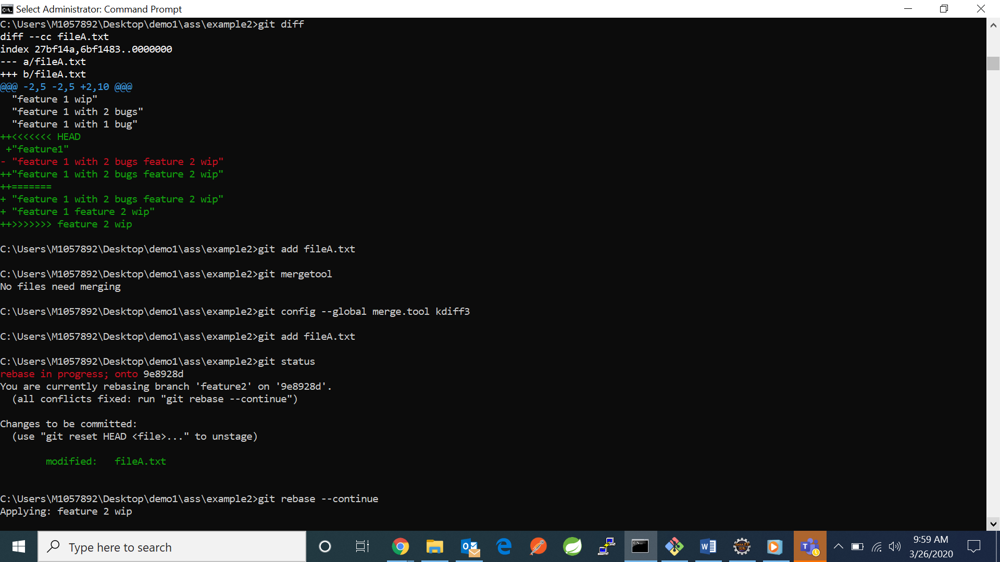 Select Administrator: Command Prompt
C:\Users\M1057892\Desktop\demo1\ass\example2>git diff
diff --cc fileA.txt
index 27bf14a,6bf1483..0000000
--- a/fileA.txt
+++ b/fileA.txt
@@@ -2,5 -2,5 +2,10 @@@
  "feature 1 wip"
  "feature 1 with 2 bugs"
  "feature 1 with 1 bug"
++<<<<<<< HEAD
 +"feature1"
- "feature 1 with 2 bugs feature 2 wip"
++"feature 1 with 2 bugs feature 2 wip"
++=======
+ "feature 1 with 2 bugs feature 2 wip"
+ "feature 1 feature 2 wip"
++>>>>>>> feature 2 wip
C:\Users\M1057892\Desktop\demo1\ass\example2>git add fileA.txt
C:\Users\M1057892\Desktop\demo1\ass\example2>git mergetool
No files need merging
C:\Users\M1057892\Desktop\demo1\ass\example2>git config --global merge.tool kdiff3
C:\Users\M1057892\Desktop\demo1\ass\example2>git add fileA.txt
C:\Users\M1057892\Desktop\demo1\ass\example2>git status
rebase in progress; onto 9e8928d
You are currently rebasing branch 'feature2' on '9e8928d'.
  (all conflicts fixed: run "git rebase --continue")
Changes to be committed:
  (use "git reset HEAD <file>..." to unstage)
        modified:   fileA.txt
C:\Users\M1057892\Desktop\demo1\ass\example2>git rebase --continue
Applying: feature 2 wip
Type here to search
9:59 AM
3/26/2020